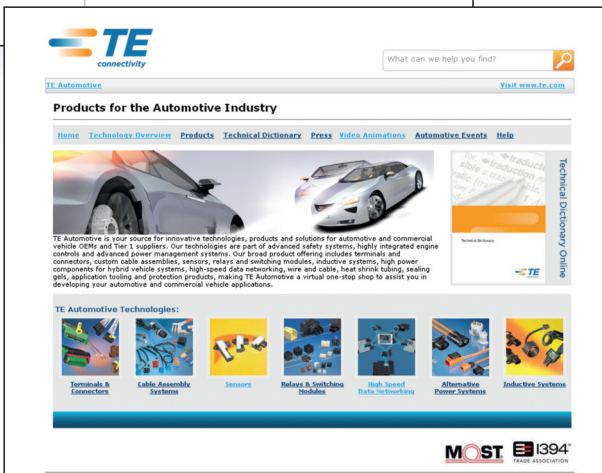 TE
connectivity
What can we help you find?
TE Automotive
Visit www.te.com
Products for the Automotive Industry
Home Technology Overview Products Technical Dictionary Press Video Animations Automotive Events Help
TE Automotive is your source for innovative technologies, products and solutions for automotive and commercial
vehicle OEMs and Tier 1 suppliers. Our technologies are part of advanced safety systems, highly integrated engine
controls and advanced power management systems. Our broad product offering includes terminals and
connectors, custom cable assemblies, sensors, relays and switching modules, inductive systems, high power
components for hybrid vehicle systems, high-speed data networking, wire and cable, heat shrink tubing, sealing
gels, application tooling and protection products, making TE Automotive a virtual one-stop shop to assist you in
developing your automotive and commercial vehicle applications.
Technical Dictionary
TE
Technical Dictionary Online
TE Automotive Technologies:
Terminals &
Connectors
Cable Assembly
Systems
Sensors
Relays & Switching
Modules
High Speed
Data Networking
Alternative
Power Systems
Inductive Systems
MOST
1394
TRADE ASSOCIATION